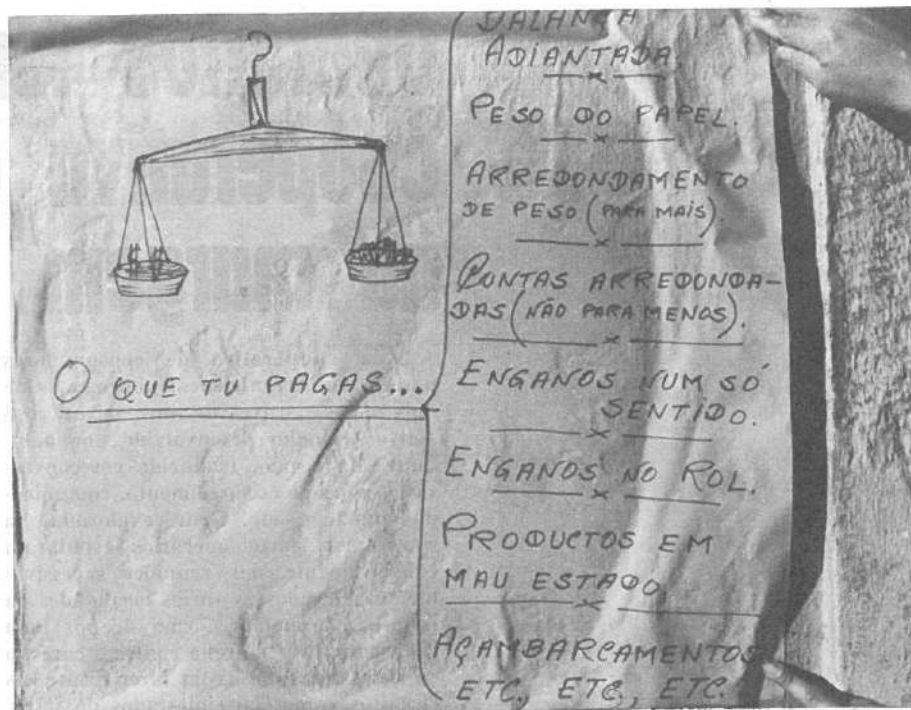 BALANÇA
ADIANTADA.
PESO DO PAPEL.
ARREDONDAMENTO
DE PESO (PARA MAIS).
CONTAS ARREDONDA-
DAS (NÃO PARA MENOS).
O QUE TU PAGAS...
ENGANOS NUM SÓ
SENTIDO.
ENGANOS NO ROL.
PRODUCTOS EM
MAU ESTADO
AÇAMBARCAMENTOS
ETC., ETC., ETC.